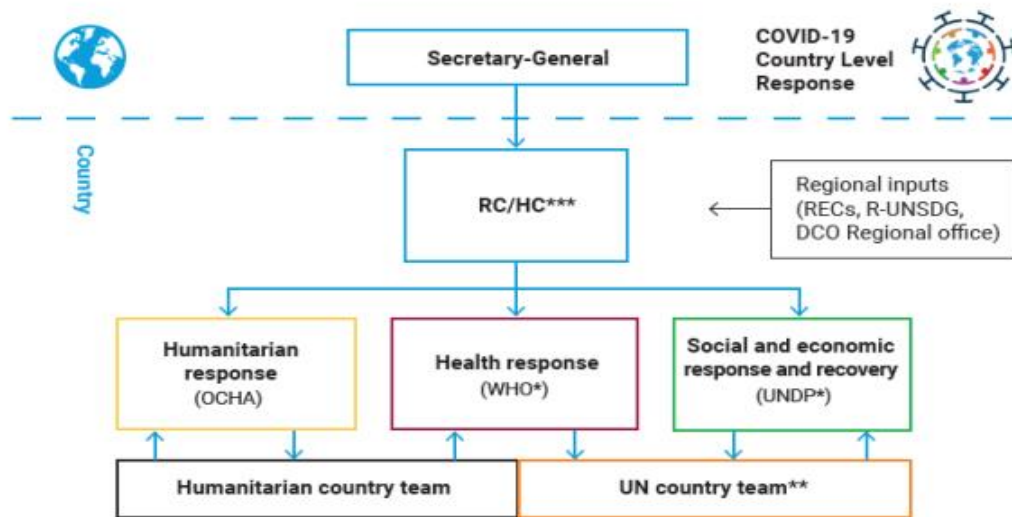 Secretary-General
COVID-19
Country Level
Response
Country
RC/HC***
Regional inputs
(RECs, R-UNSDG,
DCO Regional office)
Humanitarian
response
(OCHA)
Health response
(WHO*)
Social and economic
response and recovery
(UNDP*)
Humanitarian country team
UN country team**